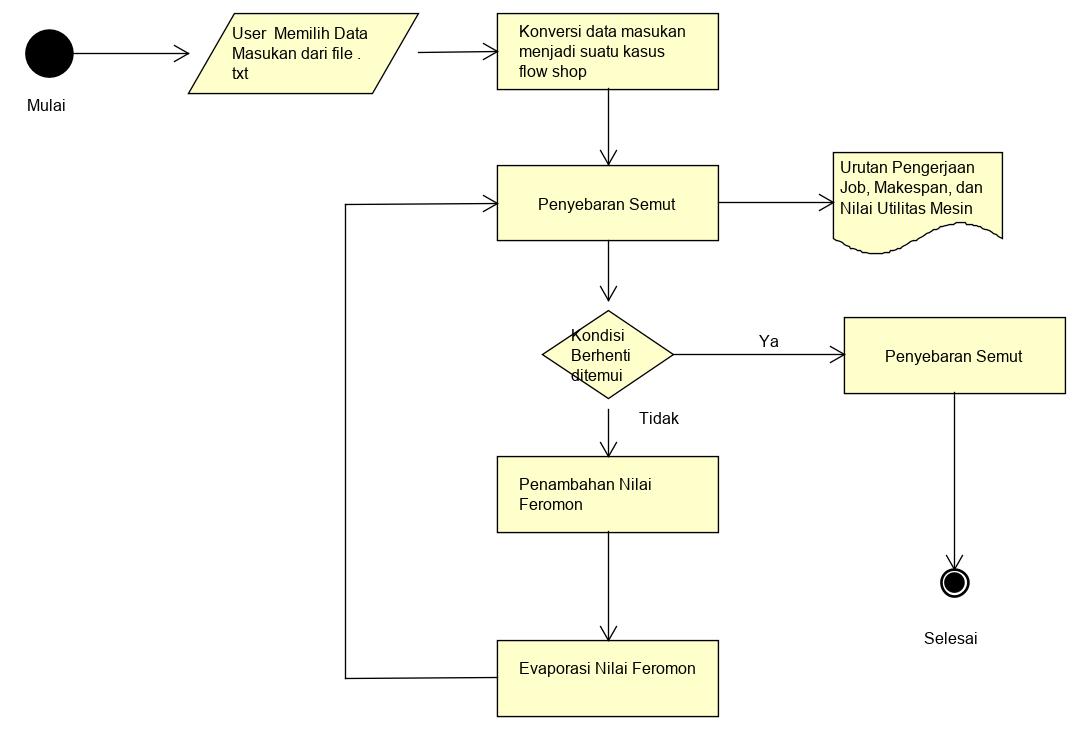 User  Memilih Data
Masukan dari file .
txt
Konversi data masukan
menjadi suatu kasus
flow shop
Mulai
Penyebaran Semut
Urutan Pengerjaan
Job, Makespan, dan
Nilai Utilitas Mesin
Kondisi
Berhenti
ditemui
Ya
Penyebaran Semut
Tidak
Penambahan Nilai
Feromon
Selesai
Evaporasi Nilai Feromon